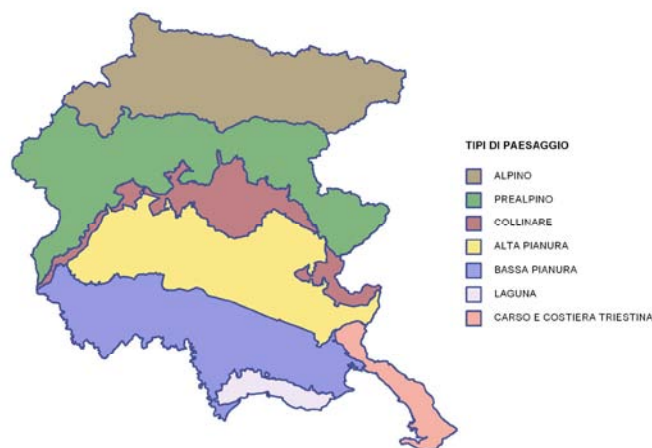 TIPI DI PAESAGGIO
ALPINO
PREALPINO
COLLINARE
ALTA PIANURA
BASSA PIANURA
LAGUNA
CARSO E COSTIERA TRIESTINA